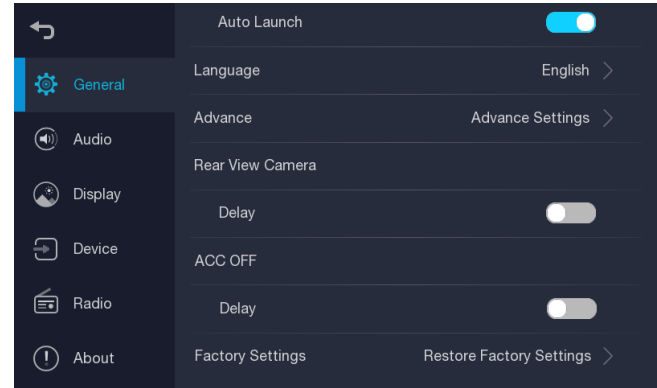 Auto Launch
General
Language English
Advance Advance Settings
Audio
Rear View Camera
Display
Delay
Device
ACC OFF
Radio
Delay
About
Factory Settings Restore Factory Settings